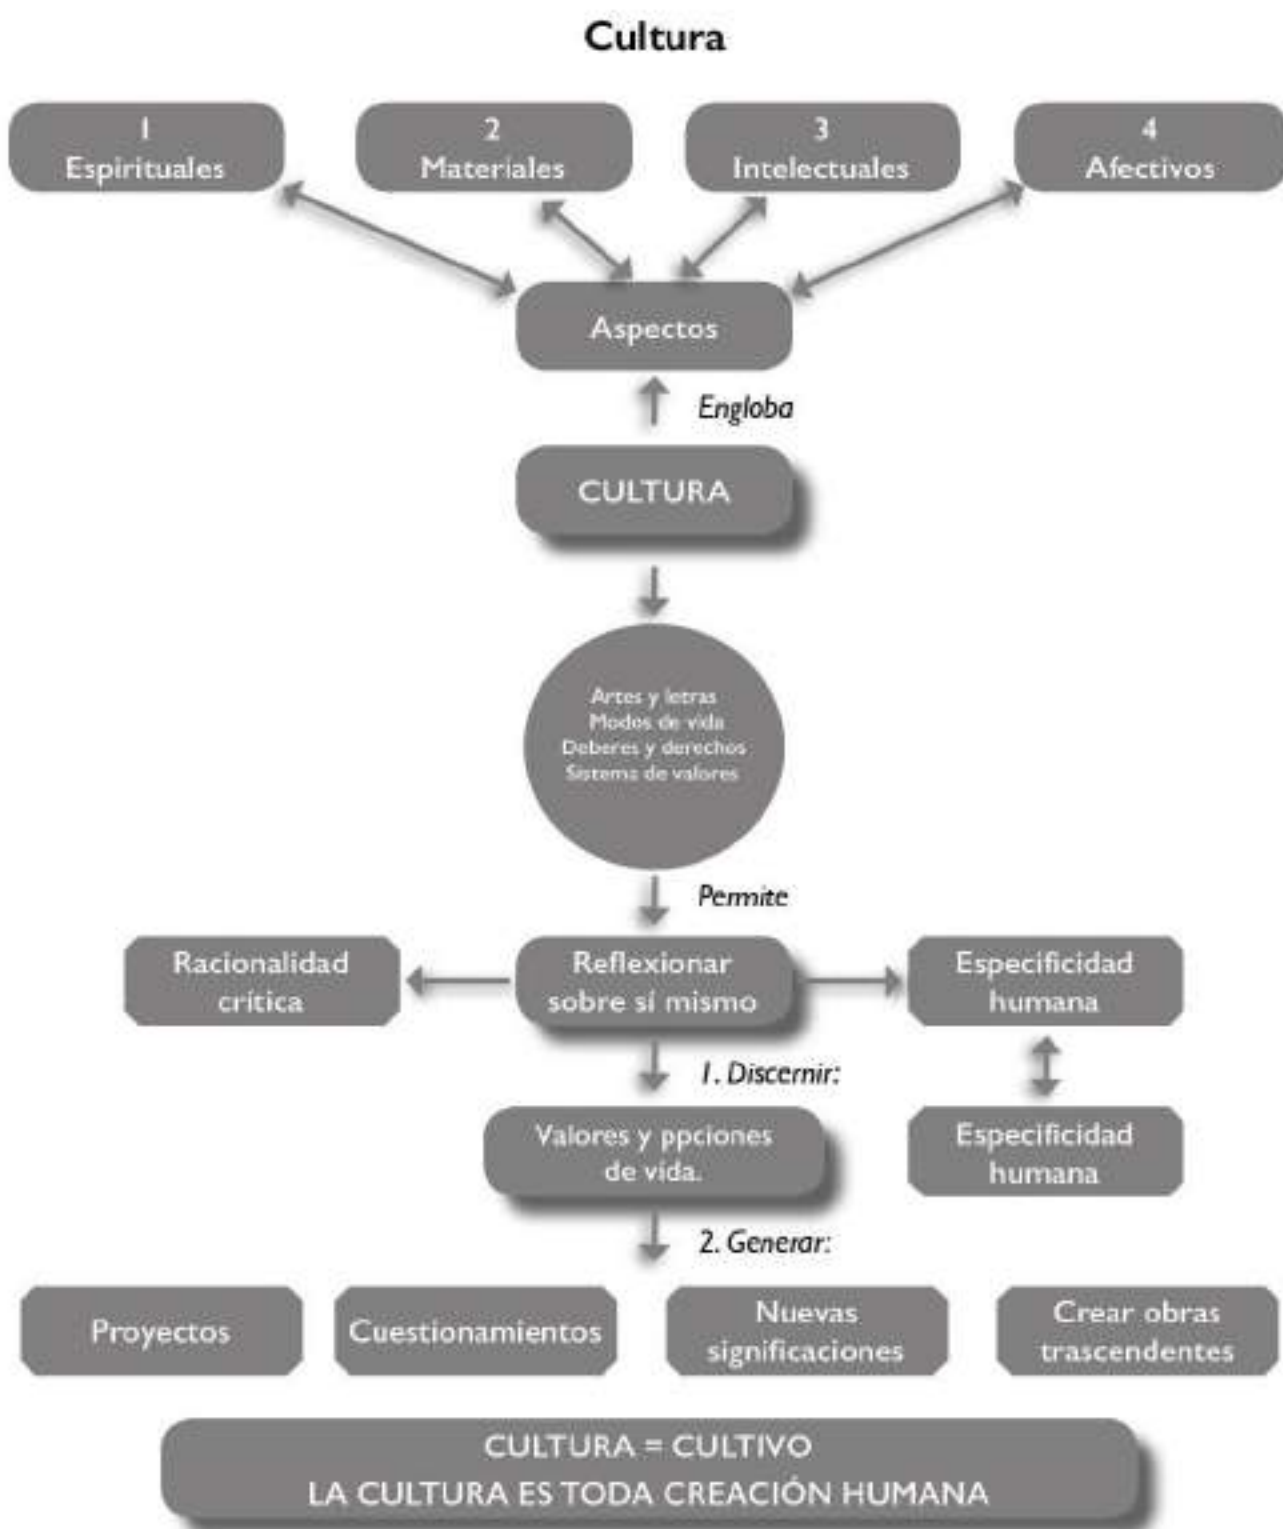 Cultura
1
Espirituales
2
Materiales
3
Intelectuales
4
Afectivos
Aspectos
Engloba
CULTURA
Artes y letras
Modos de vida
Deberes y derechos
Sistema de valores
Permite
Racionalidad
crítica
Reflexionar
sobre sí mismo
Especificidad
humana
1. Discernir:
Valores y ppciones
de vida.
Especificidad
humana
2. Generar:
Proyectos
Cuestionamientos
Nuevas
significaciones
Crear obras
trascendentes
CULTURA = CULTIVO
LA CULTURA ES TODA CREACIÓN HUMANA